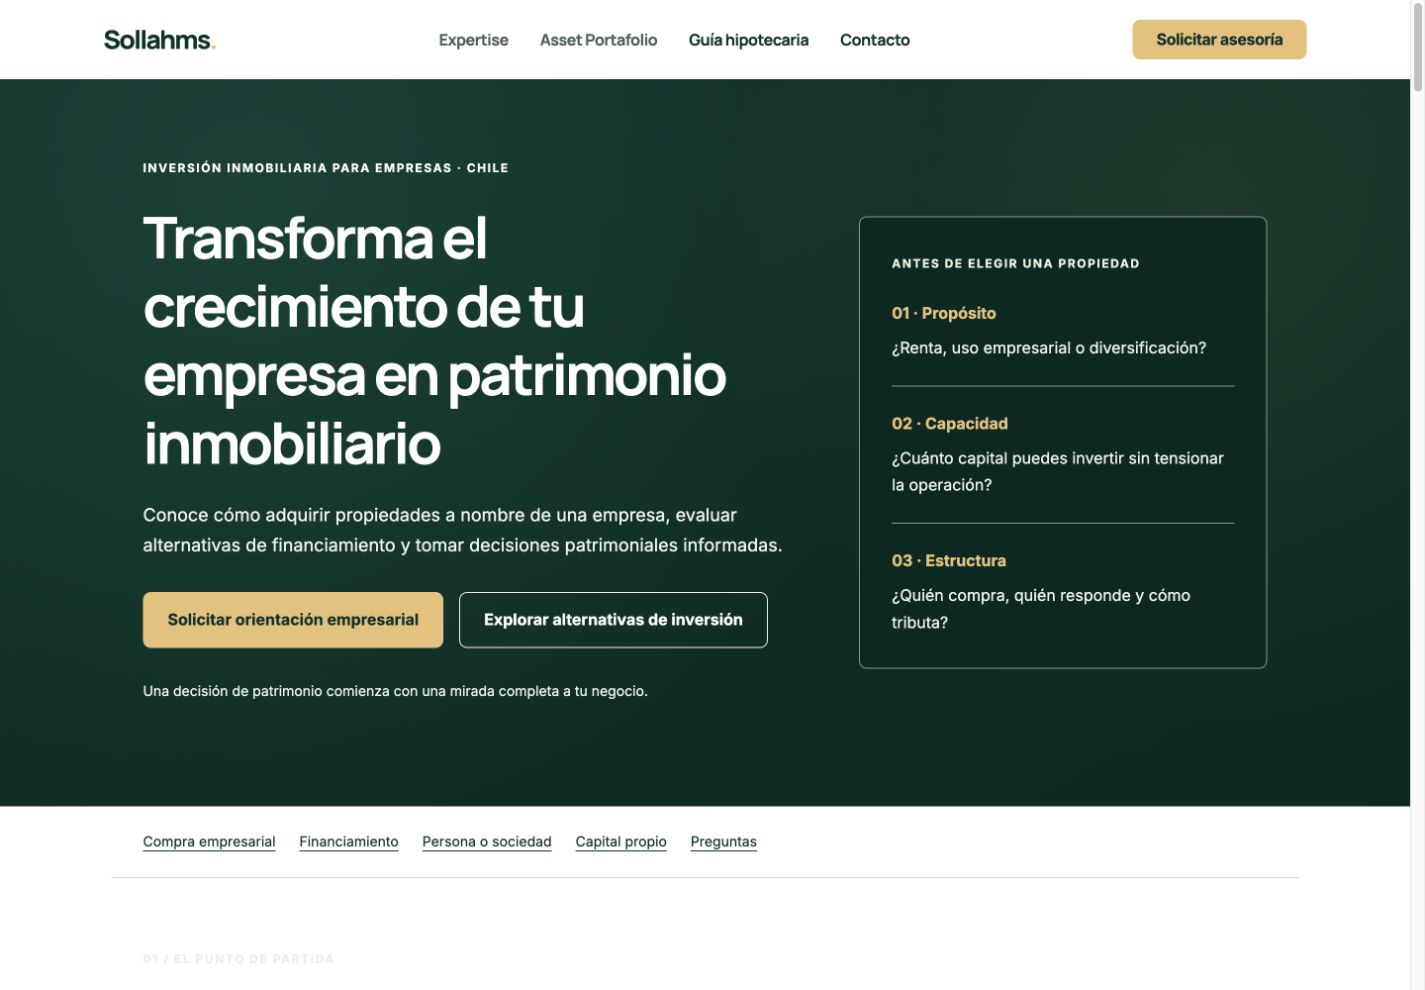 Sollahms.
Expertise
Asset Portafolio
Guía hipotecaria
Contacto
Solicitar asesoría
INVERSIÓN INMOBILIARIA PARA EMPRESAS · CHILE
Transforma el
crecimiento de tu
empresa en patrimonio
inmobiliario
Conoce cómo adquirir propiedades a nombre de una empresa, evaluar
alternativas de financiamiento y tomar decisiones patrimoniales informadas.
Solicitar orientación empresarial
Explorar alternativas de inversión
Una decisión de patrimonio comienza con una mirada completa a tu negocio.
ANTES DE ELEGIR UNA PROPIEDAD
01 · Propósito
¿Renta, uso empresarial o diversificación?
02 · Capacidad
¿Cuánto capital puedes invertir sin tensionar
la operación?
03 · Estructura
¿Quién compra, quién responde y cómo
tributa?
Compra empresarial
Financiamiento
Persona o sociedad
Capital propio
Preguntas
01 / EL PUNTO DE PARTIDA